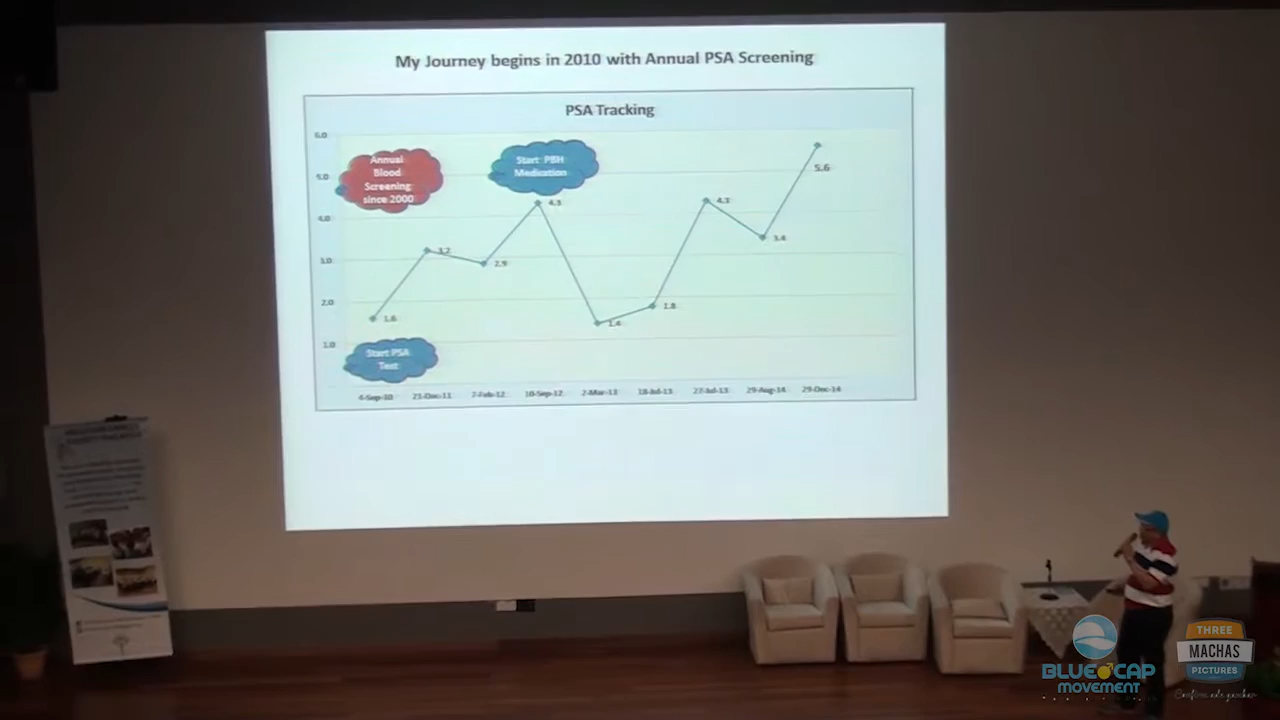 My Journey begins in 2010 with Annual PSA Screening
PSA Tracking
6.0
5.0
4.0
3.0
2.0
1.0
Annual
Blood
Screening
since 2000
Start PBH
Medication
Start PSA
Test
1.6
3.2
2.9
4.3
1.4
1.8
4.3
3.4
5.6
4-Sep-10
21-Dec-11
7-Feb-12
10-Sep-12
2-Mar-13
18-Jul-13
27-Jul-13
29-Aug-14
29-Dec-14
BLUE CAP
MOVEMENT
THREE
MACHAS
PICTURES